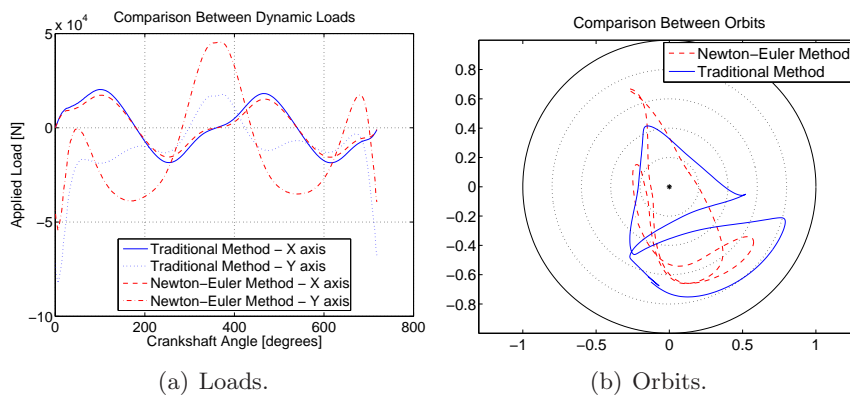 x 10⁴
Comparison Between Dynamic Loads
5
0
−5
−10
0
200
400
600
800
Applied Load [N]
Crankshaft Angle [degrees]
Traditional Method − X axis
Traditional Method − Y axis
Newton−Euler Method − X axis
Newton−Euler Method − Y axis
(a) Loads.
Comparison Between Orbits
Newton−Euler Method
Traditional Method
0.8
0.6
0.4
0.2
0
−0.2
−0.4
−0.6
−0.8
−1
−0.5
0
0.5
1
(b) Orbits.